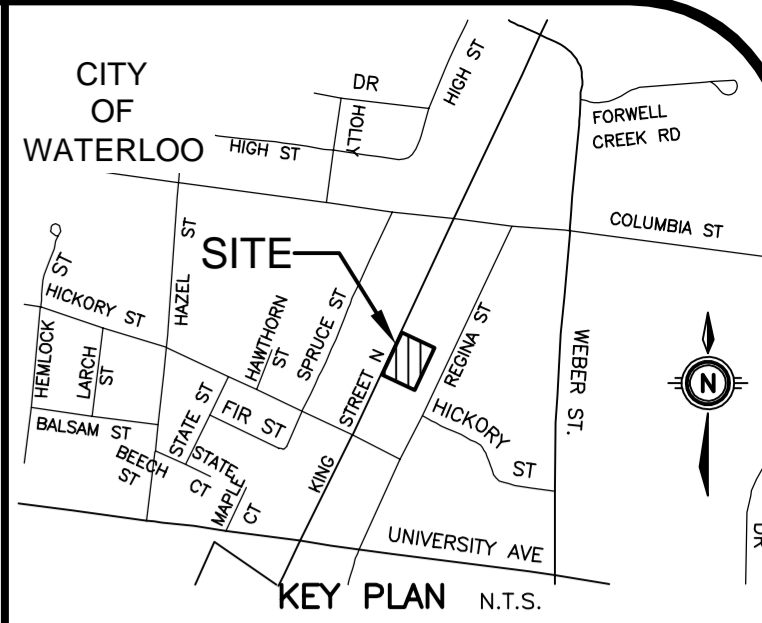 CITY
OF
WATERLOO
DR
HIGH ST
HOLLY
HIGH ST
FORWELL
CREEK RD
COLUMBIA ST
SITE
HAZEL ST
ST
HICKORY ST
HEMLOCK
LARCH
ST
HAWTHORN
ST
SPRUCE ST
STREET N
KING
REGINA ST
WEBER ST.
N
HICKORY
ST
BALSAM ST
BEECH
ST
STATE ST
FIR ST
STATE
CT
MAPLE
CT
UNIVERSITY AVE
DR
KEY PLAN N.T.S.